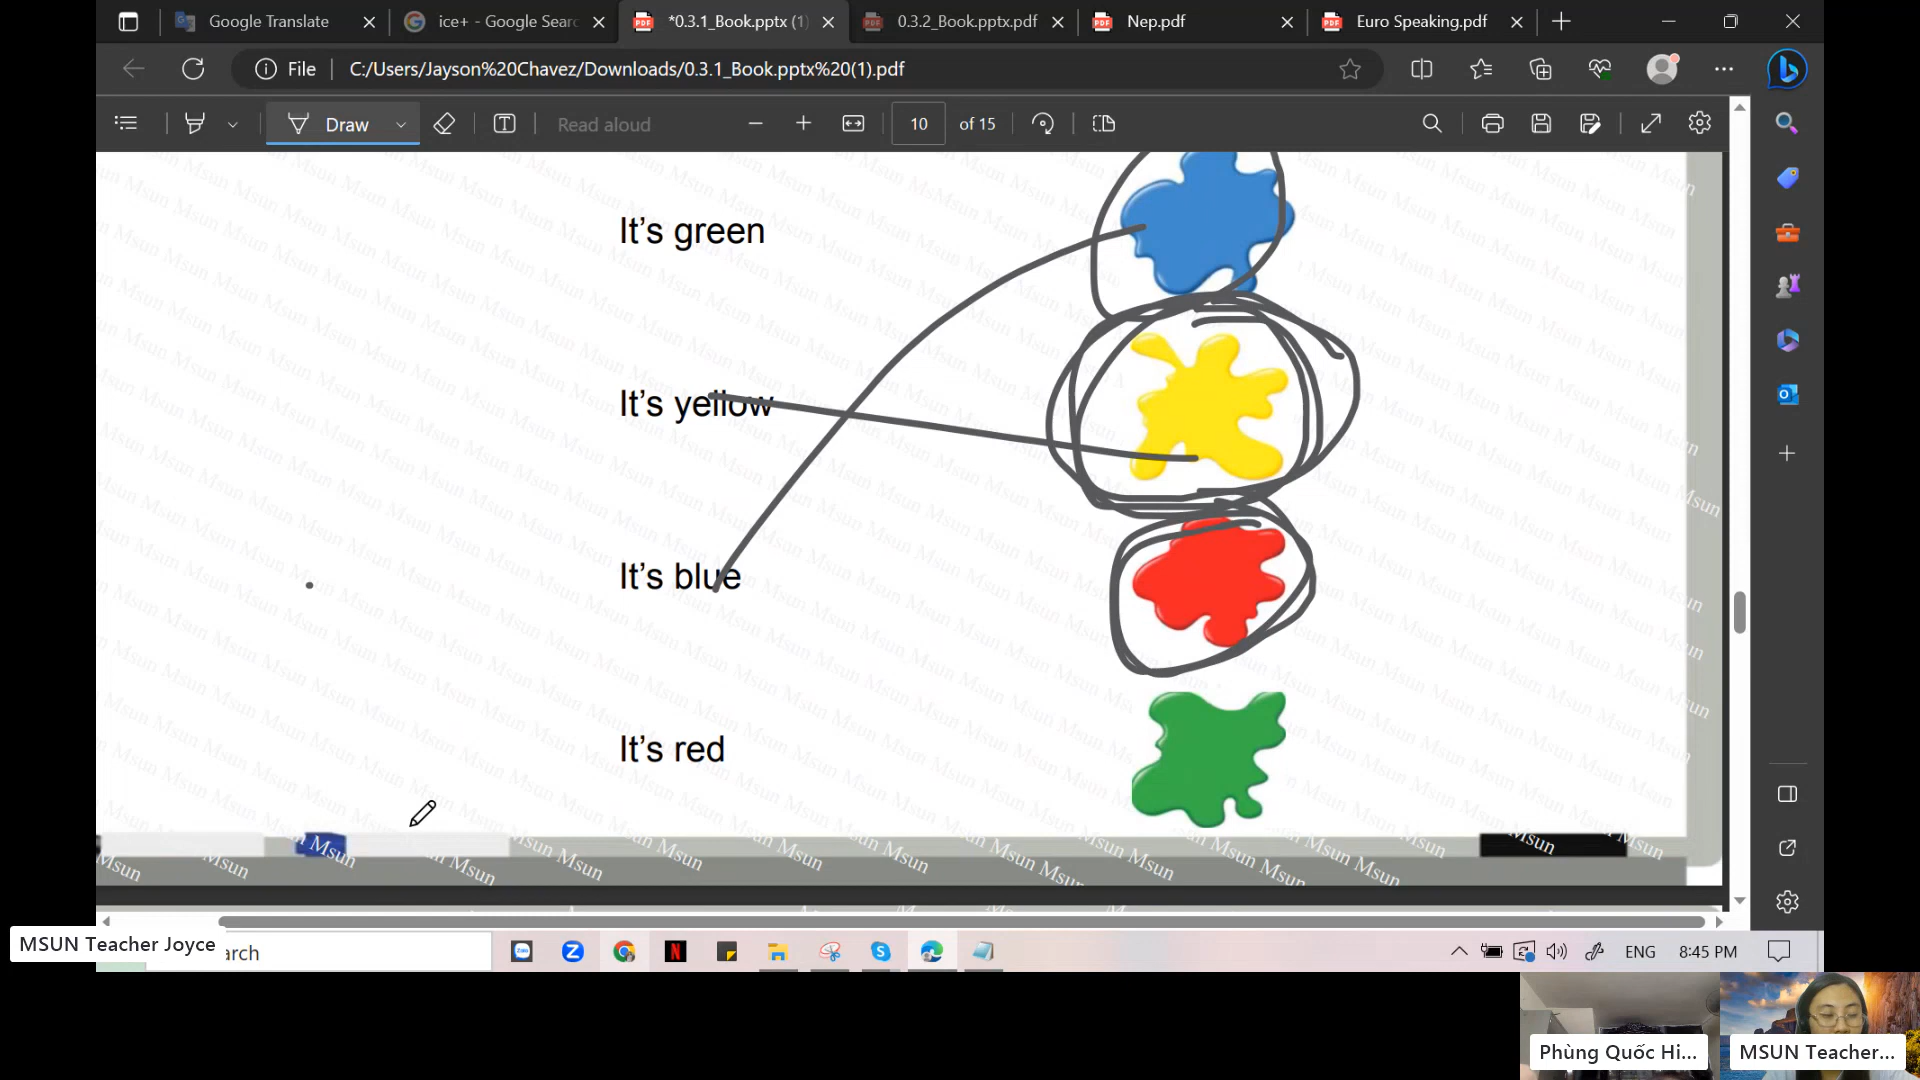 Google Translate
ice+ - Google Sear
*0.3.1_Book.pptx (1)
0.3.2_Book.pptx.pdf
Nep.pdf
Euro Speaking.pdf
File
C:/Users/Jayson%20Chavez/Downloads/0.3.1_Book.pptx%20(1).pdf
Draw
Read aloud
10
of 15
It's green
It's yellow
It's blue
It's red
Msun
MSUN Teacher Joyce
arch
ENG
8:45 PM
Phùng Quốc Hi...
MSUN Teacher...